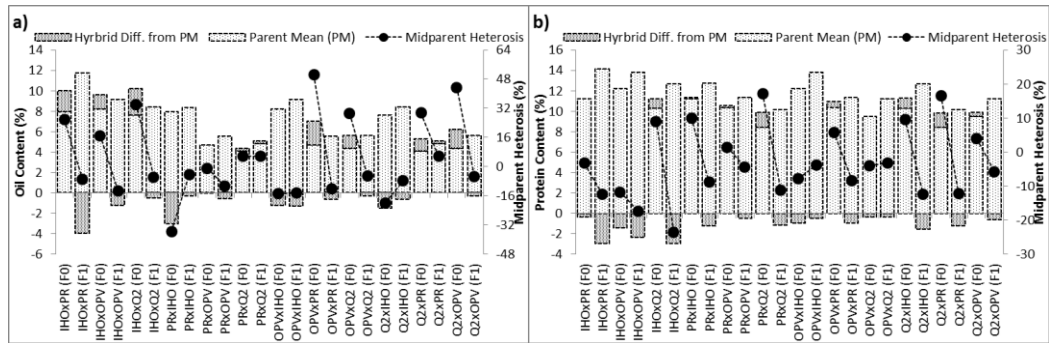 a)
Hyrbrid Diff. from PM
Parent Mean (PM)
Midparent Heterosis
14
12
10
8
6
4
2
0
-2
-4
-6
Oil Content (%)
64
48
32
16
0
-16
-32
-48
Midparent Heterosis (%)
IHOxPR (F0)
IHOxPR (F1)
IHOxOPV (F0)
IHOxOPV (F1)
IHOxQ2 (F0)
IHOxQ2 (F1)
PRxIHO (F0)
PRxIHO (F1)
PRxOPV (F0)
PRxOPV (F1)
PRxQ2 (F0)
PRxQ2 (F1)
OPVxIHO (F0)
OPVxIHO (F1)
OPVxPR (F0)
OPVxPR (F1)
OPVxQ2 (F0)
OPVxQ2 (F1)
Q2xIHO (F0)
Q2xIHO (F1)
Q2xPR (F0)
Q2xPR (F1)
Q2xOPV (F0)
Q2xOPV (F1)
b)
Hyrbrid Diff. from PM
Parent Mean (PM)
Midparent Heterosis
16
14
12
10
8
6
4
2
0
-2
-4
Protein Content (%)
30
20
10
0
-10
-20
-30
Midparent Heterosis (%)
IHOxPR (F0)
IHOxPR (F1)
IHOxOPV (F0)
IHOxOPV (F1)
IHOxQ2 (F0)
IHOxQ2 (F1)
PRxIHO (F0)
PRxIHO (F1)
PRxOPV (F0)
PRxOPV (F1)
PRxQ2 (F0)
PRxQ2 (F1)
OPVxIHO (F0)
OPVxIHO (F1)
OPVxPR (F0)
OPVxPR (F1)
OPVxQ2 (F0)
OPVxQ2 (F1)
Q2xIHO (F0)
Q2xIHO (F1)
Q2xPR (F0)
Q2xPR (F1)
Q2xOPV (F0)
Q2xOPV (F1)